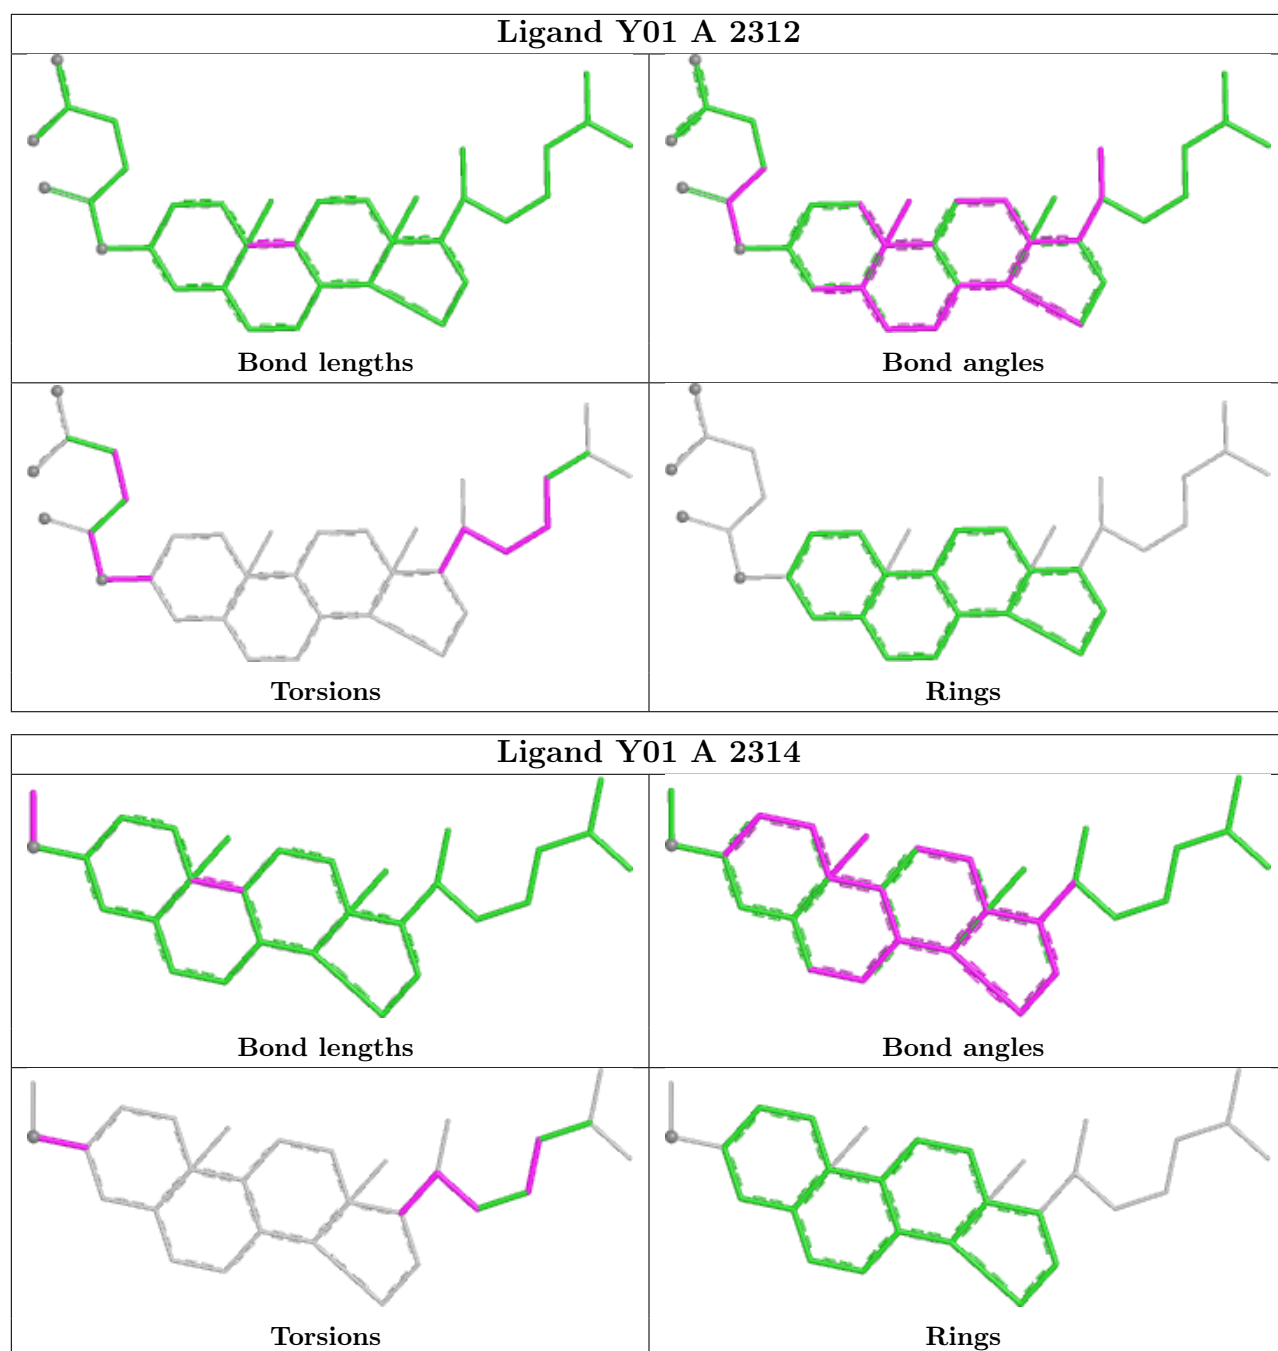 Ligand Y01 A 2312
Bond lengths
Bond angles
Torsions
Rings
Ligand Y01 A 2314
Bond lengths
Bond angles
Torsions
Rings